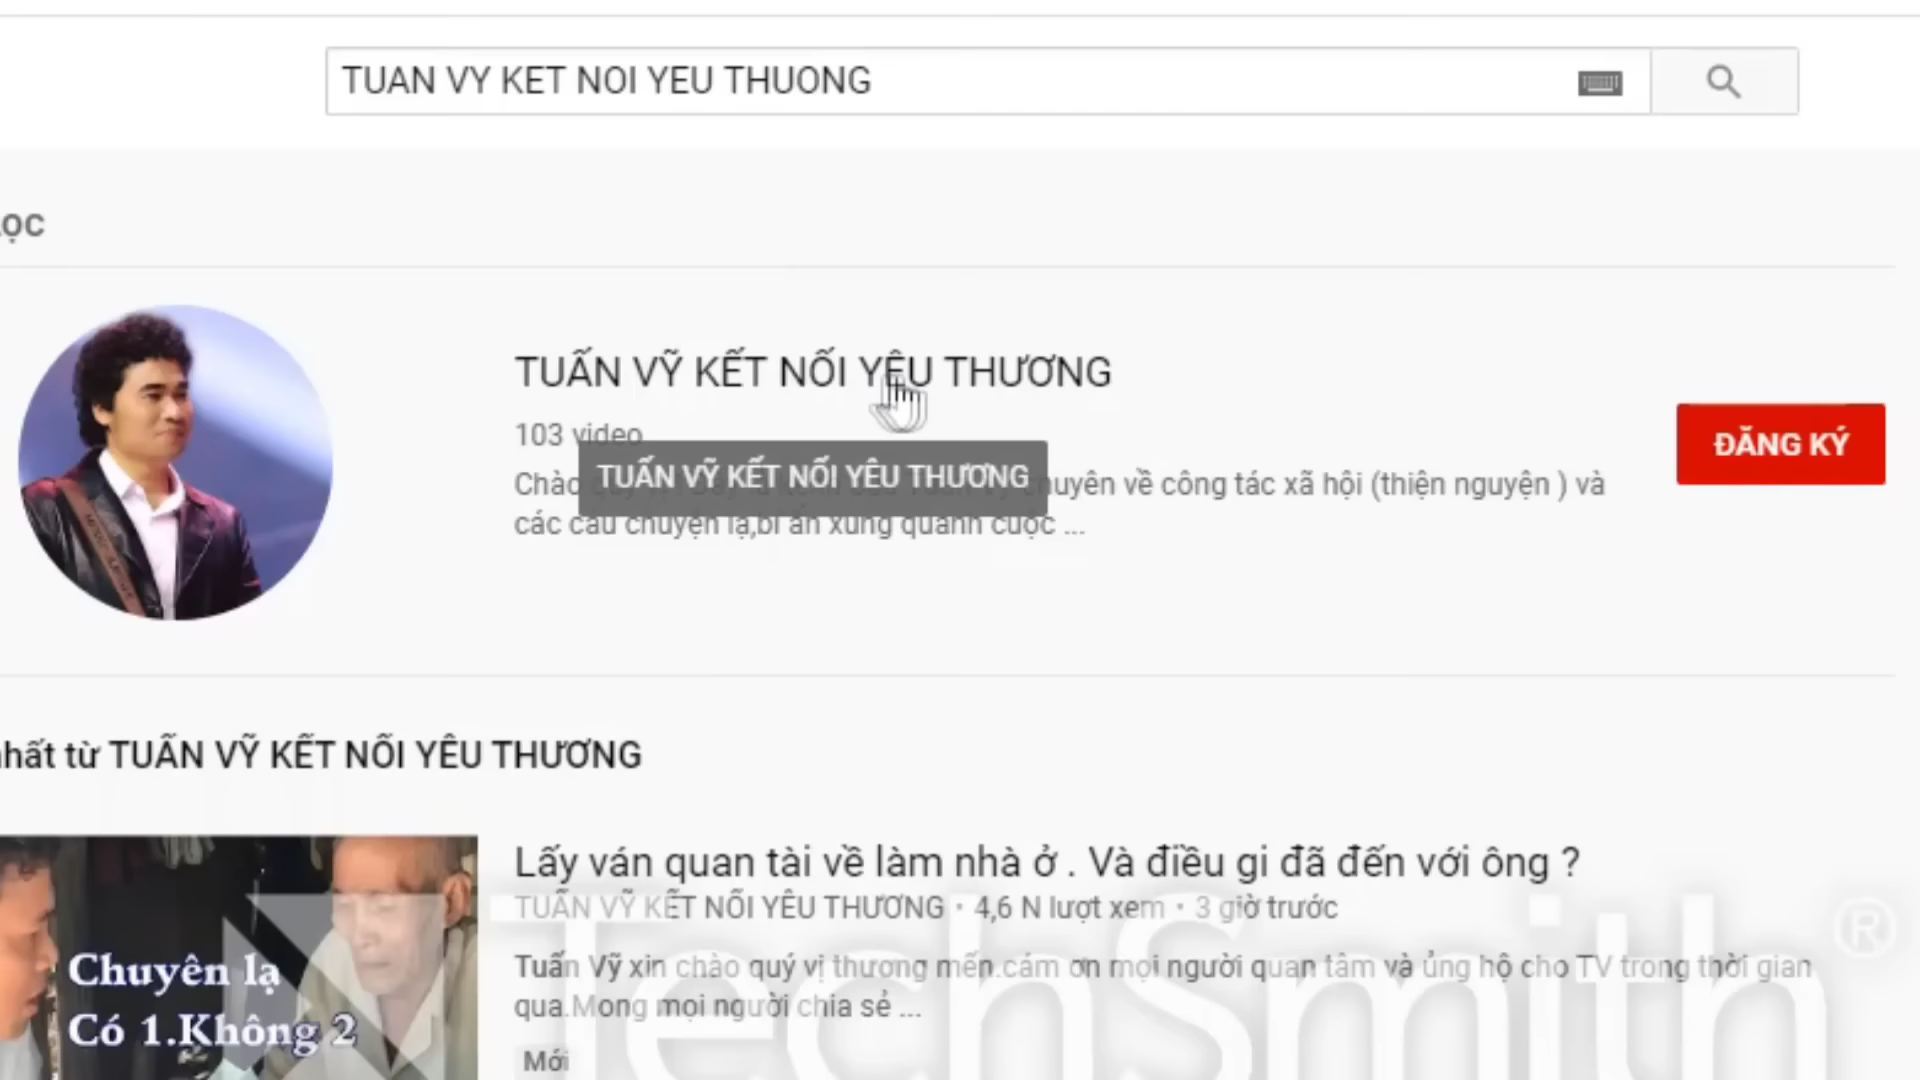 TUAN VY KET NOI YEU THUONG
LỌC
TUẤN VỸ KẾT NỐI YÊU THƯƠNG
103 video
TUẤN VỸ KẾT NỐI YÊU THƯƠNG
ĐĂNG KÝ
Chào chuyên về công tác xã hội (thiện nguyện ) và
các câu chuyện lạ,bí ẩn xung quanh cuộc ...
nhất từ TUẤN VỸ KẾT NỐI YÊU THƯƠNG
Lấy ván quan tài về làm nhà ở . Và điều gi đã đến với ông ?
TUẤN VỸ KẾT NỐI YÊU THƯƠNG • 4,6 N lượt xem • 3 giờ trước
Tuấn Vỹ xin chào quý vị thương mến.cám ơn mọi người quan tâm và ủng hộ cho TV trong thời gian
qua.Mong mọi người chia sẻ ...
Mới
Chuyện lạ
Có 1.Không 2
TechSmith®